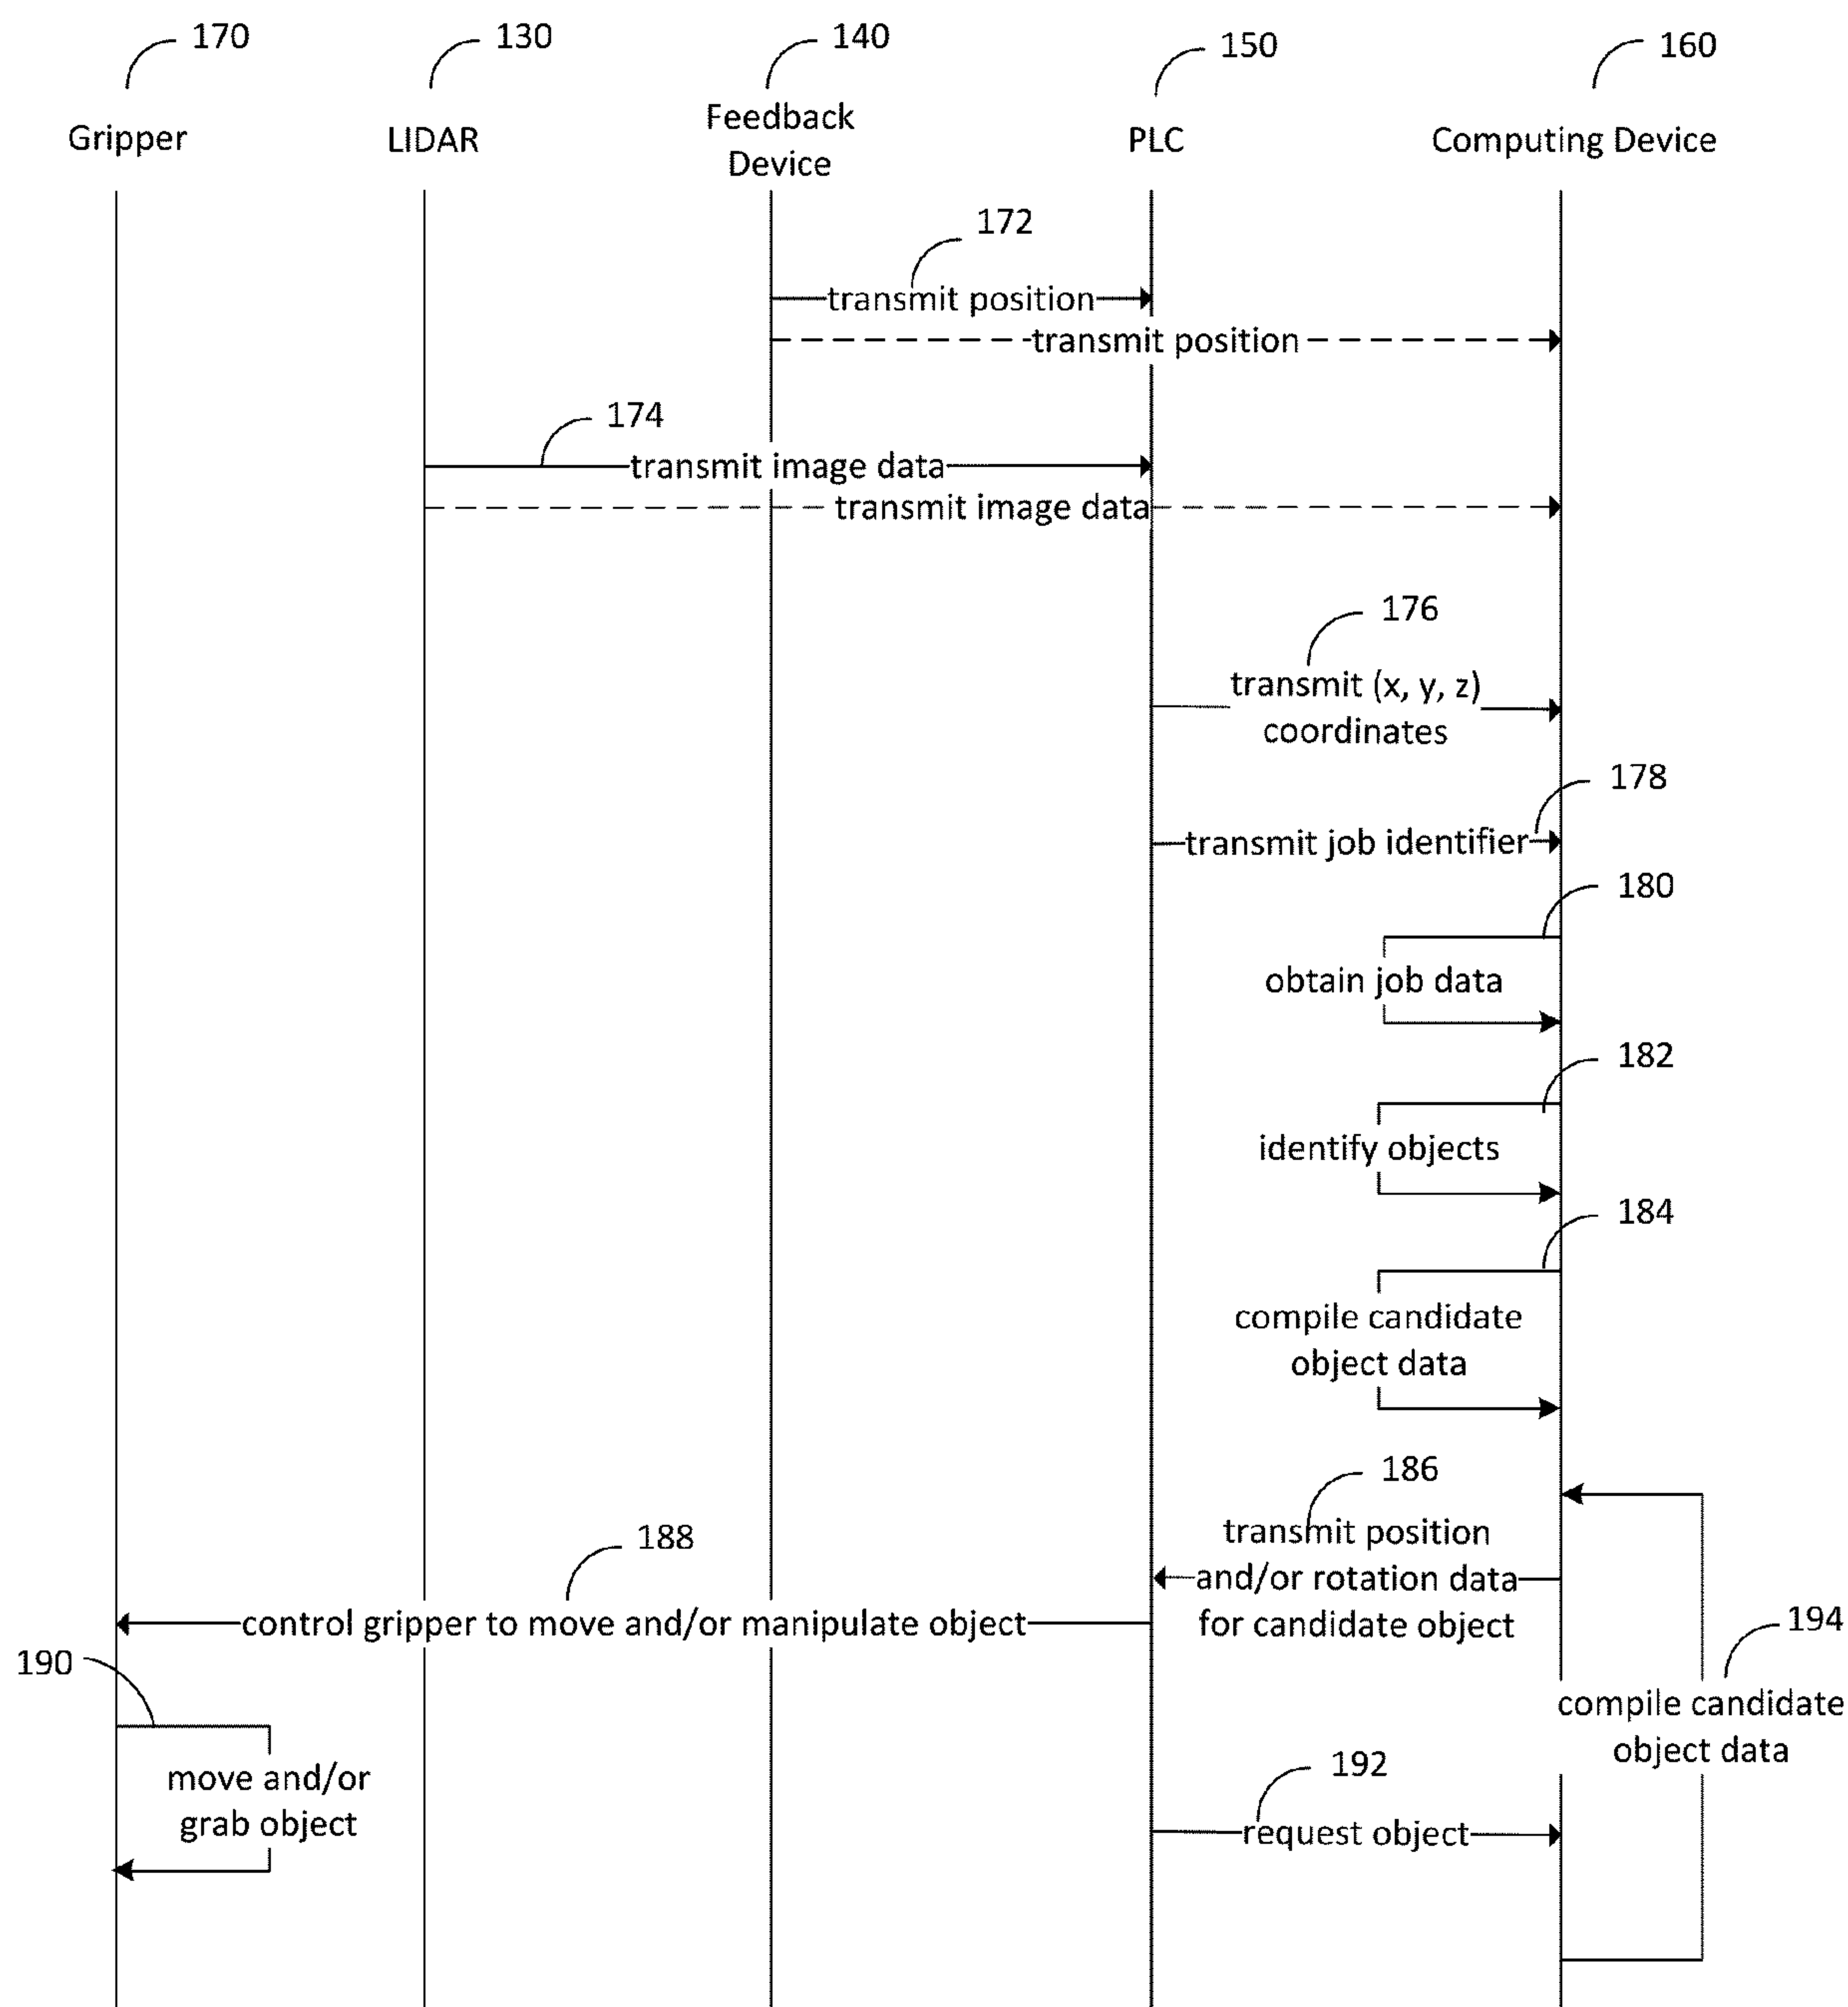 170
130
140
150
160
Gripper
LIDAR
Feedback
Device
PLC
Computing Device
172
transmit position
transmit position
174
transmit image data
transmit image data
176
transmit (x, y, z)
coordinates
178
transmit job identifier
180
obtain job data
182
identify objects
184
compile candidate
object data
186
transmit position
and/or rotation data
for candidate object
188
control gripper to move and/or manipulate object
190
move and/or
grab object
194
compile candidate
object data
192
request object